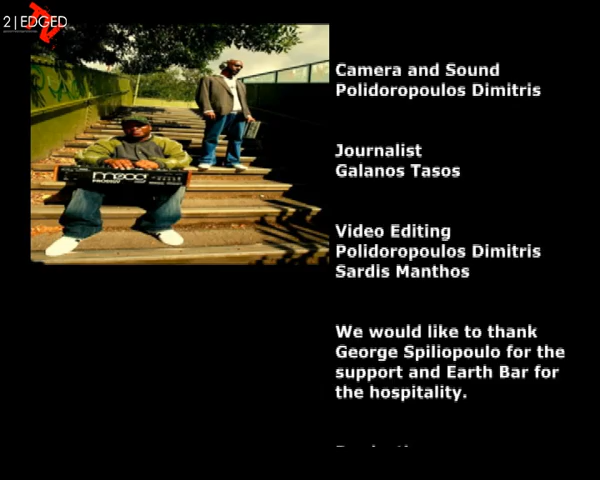 2|EDGED
Camera and Sound
Polidoropoulos Dimitris
Journalist
Galanos Tasos
Video Editing
Polidoropoulos Dimitris
Sardis Manthos
We would like to thank
George Spiliopoulo for the
support and Earth Bar for
the hospitality.
moog
PRODIGY